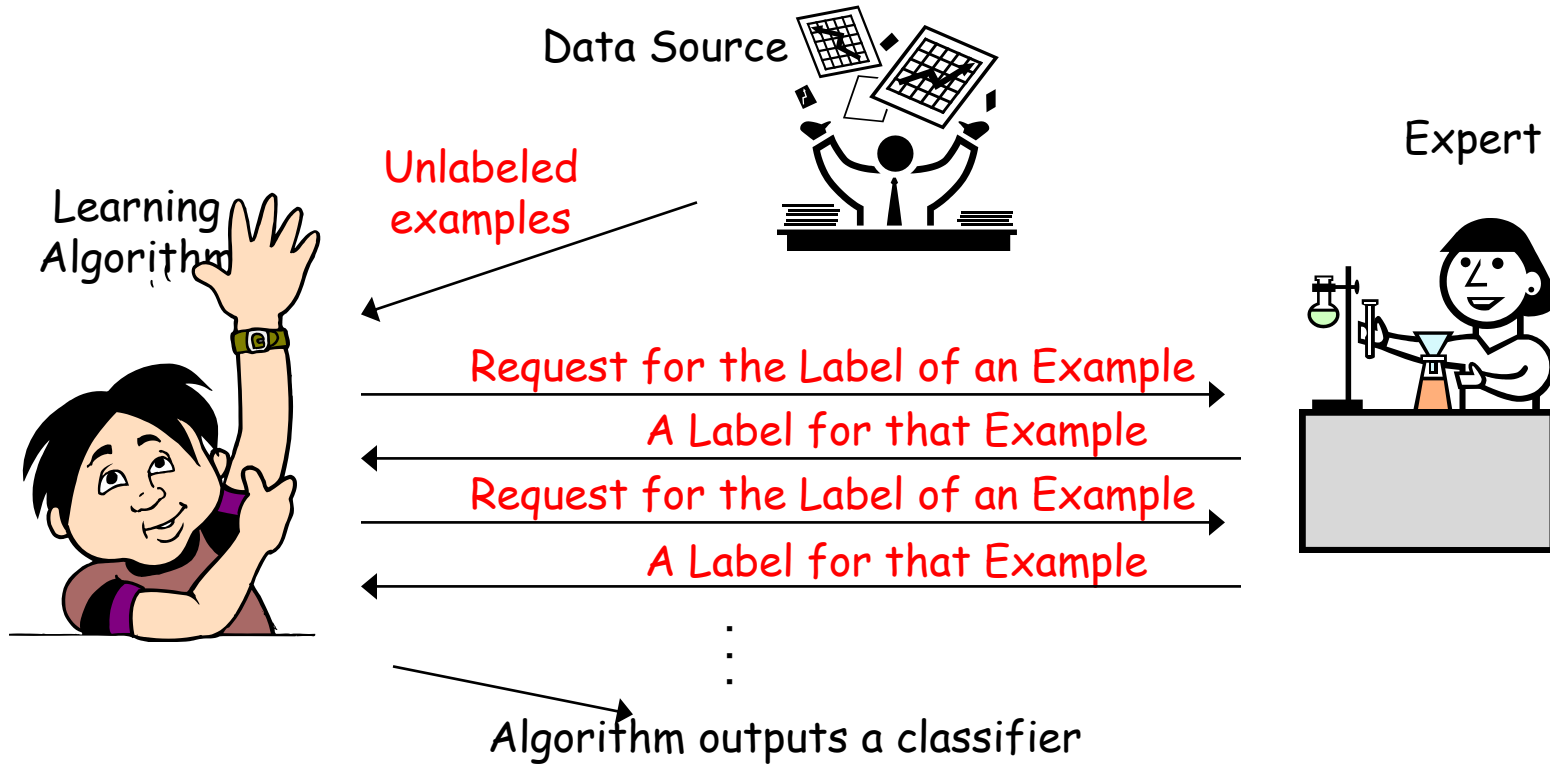 Data Source
Expert
Unlabeled
examples
Learning
Algorithm
Request for the Label of an Example
A Label for that Example
Request for the Label of an Example
A Label for that Example
.
.
.
Algorithm outputs a classifier